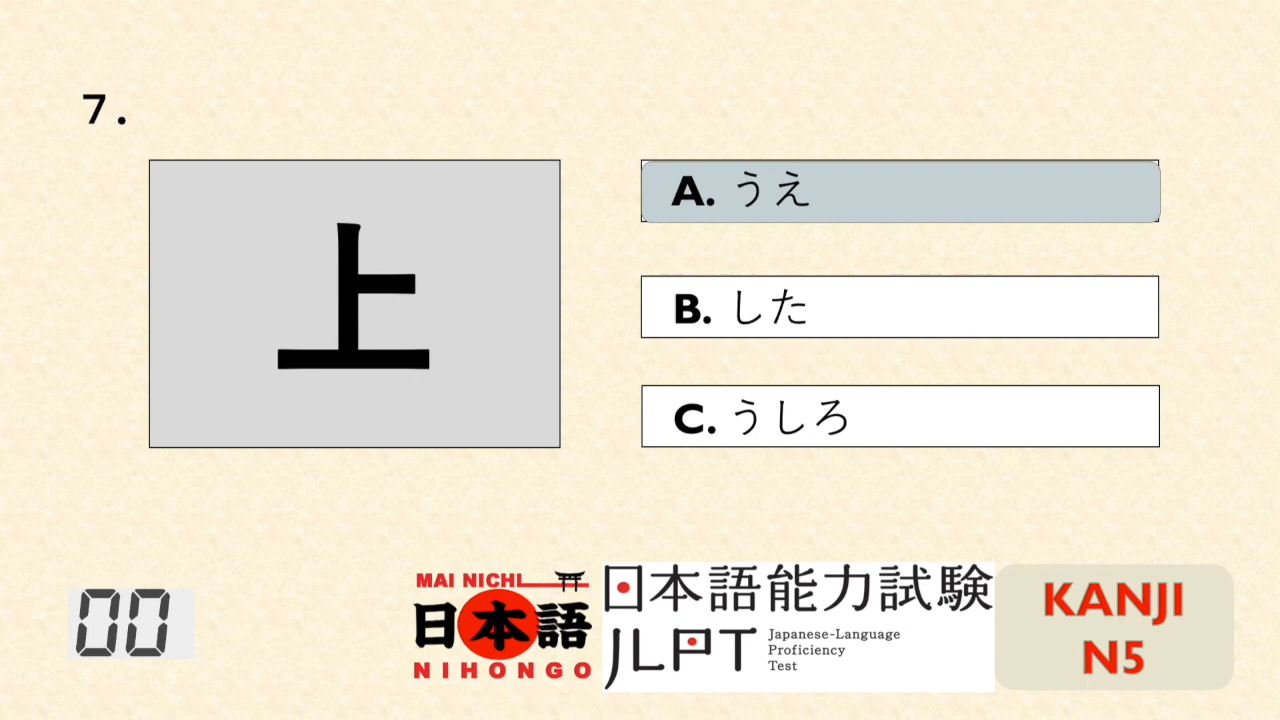 7.
上
A. うえ
B. した
C. うしろ
00
MAI NICHI
日本語
NIHONGO
日本語能力試験
JLPT
Japanese-Language
Proficiency
Test
KANJI
N5